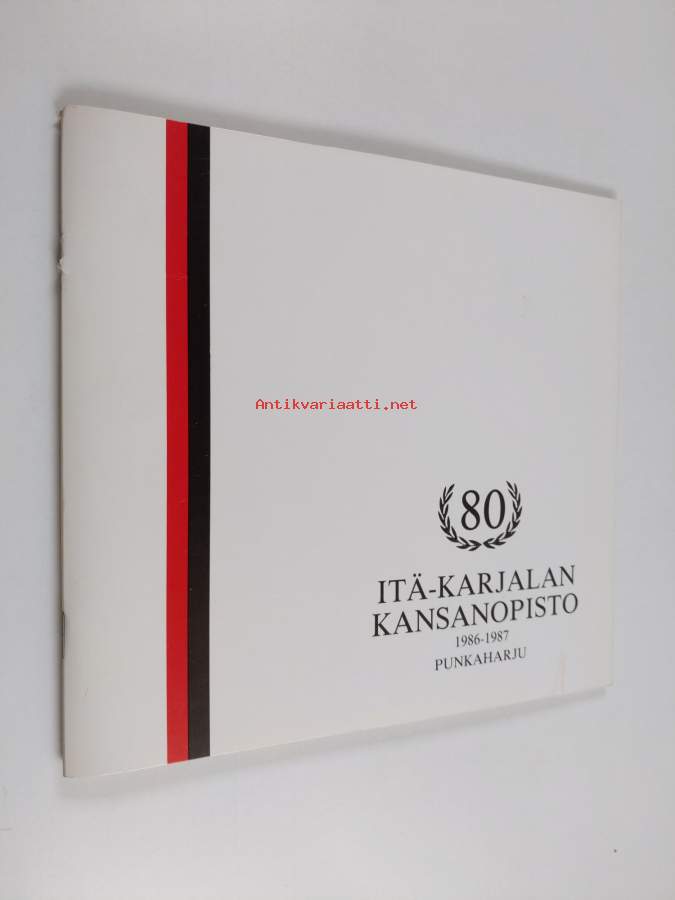 Antikvariaatti.net
80
ITÄ-KARJALAN
KANSANOPISTO
1986-1987
PUNKAHARJU